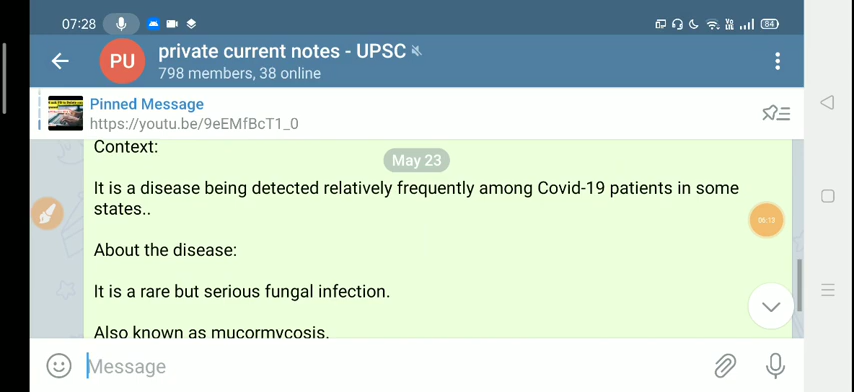 07:28
84
PU
private current notes - UPSC
798 members, 38 online
Pinned Message
https://youtu.be/9eEMfBcT1_0
Context:
May 23
It is a disease being detected relatively frequently among Covid-19 patients in some
states..
00:13
About the disease:
It is a rare but serious fungal infection.
Also known as mucormycosis.
Message